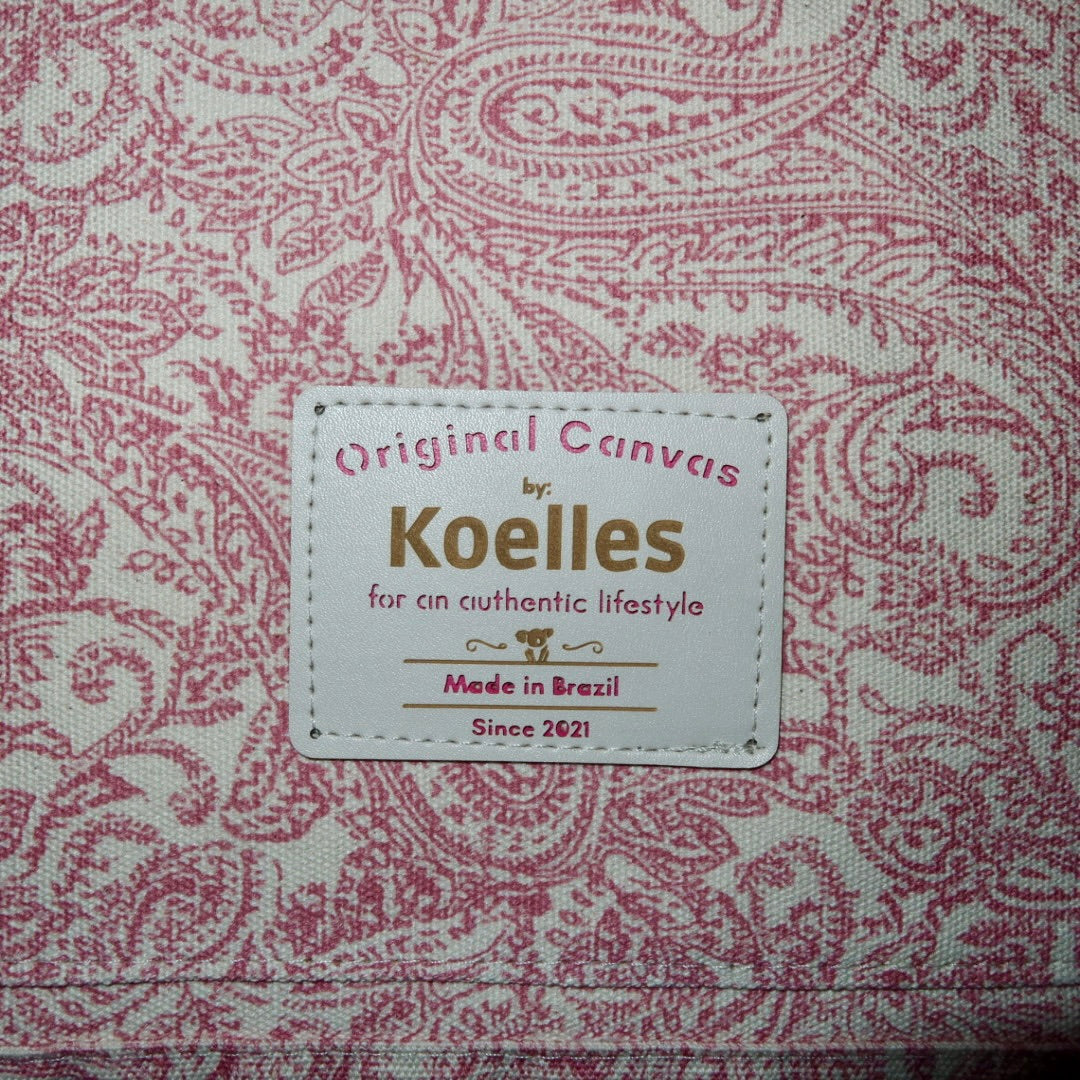 Original Canvas
by:
Koelles
for an authentic lifestyle
Made in Brazil
Since 2021